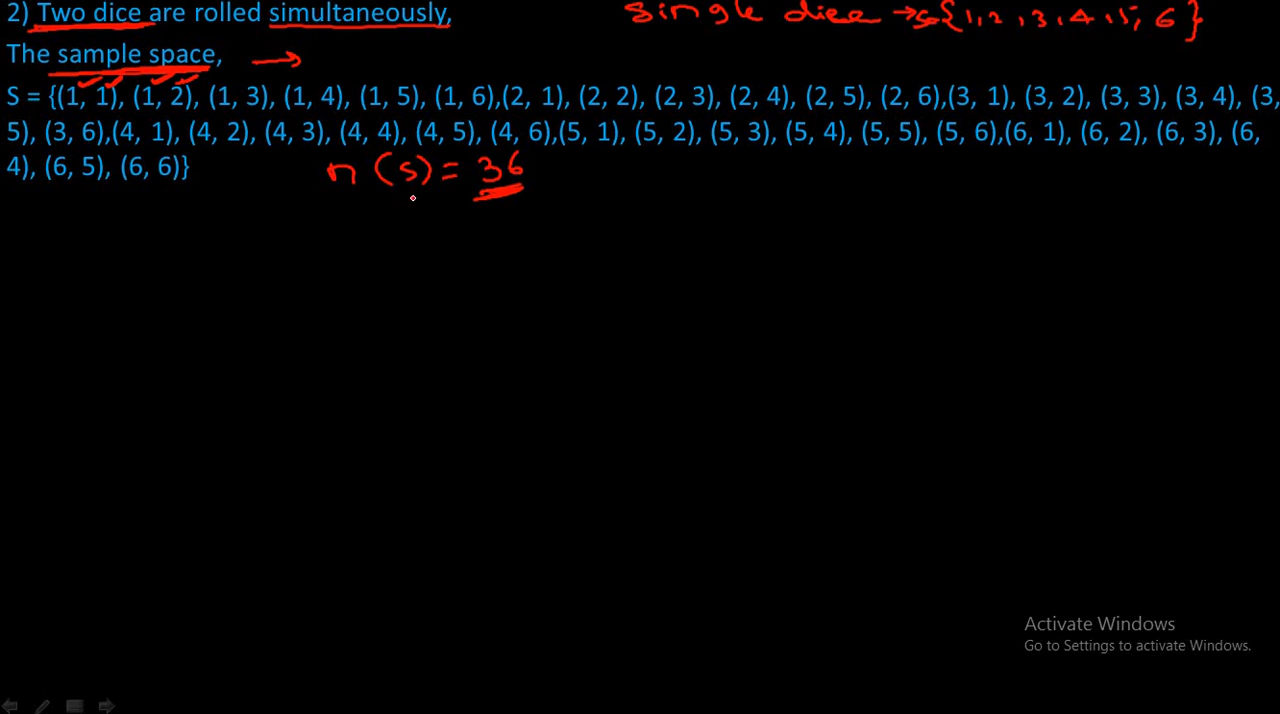 2) Two dice are rolled simultaneously,
single dice → S{1,2,3,4,5,6}
The sample space, →
S = {(1, 1), (1, 2), (1, 3), (1, 4), (1, 5), (1, 6),(2, 1), (2, 2), (2, 3), (2, 4), (2, 5), (2, 6),(3, 1), (3, 2), (3, 3), (3, 4), (3,
5), (3, 6),(4, 1), (4, 2), (4, 3), (4, 4), (4, 5), (4, 6),(5, 1), (5, 2), (5, 3), (5, 4), (5, 5), (5, 6),(6, 1), (6, 2), (6, 3), (6,
4), (6, 5), (6, 6)}
n (s) = 36
Activate Windows
Go to Settings to activate Windows.